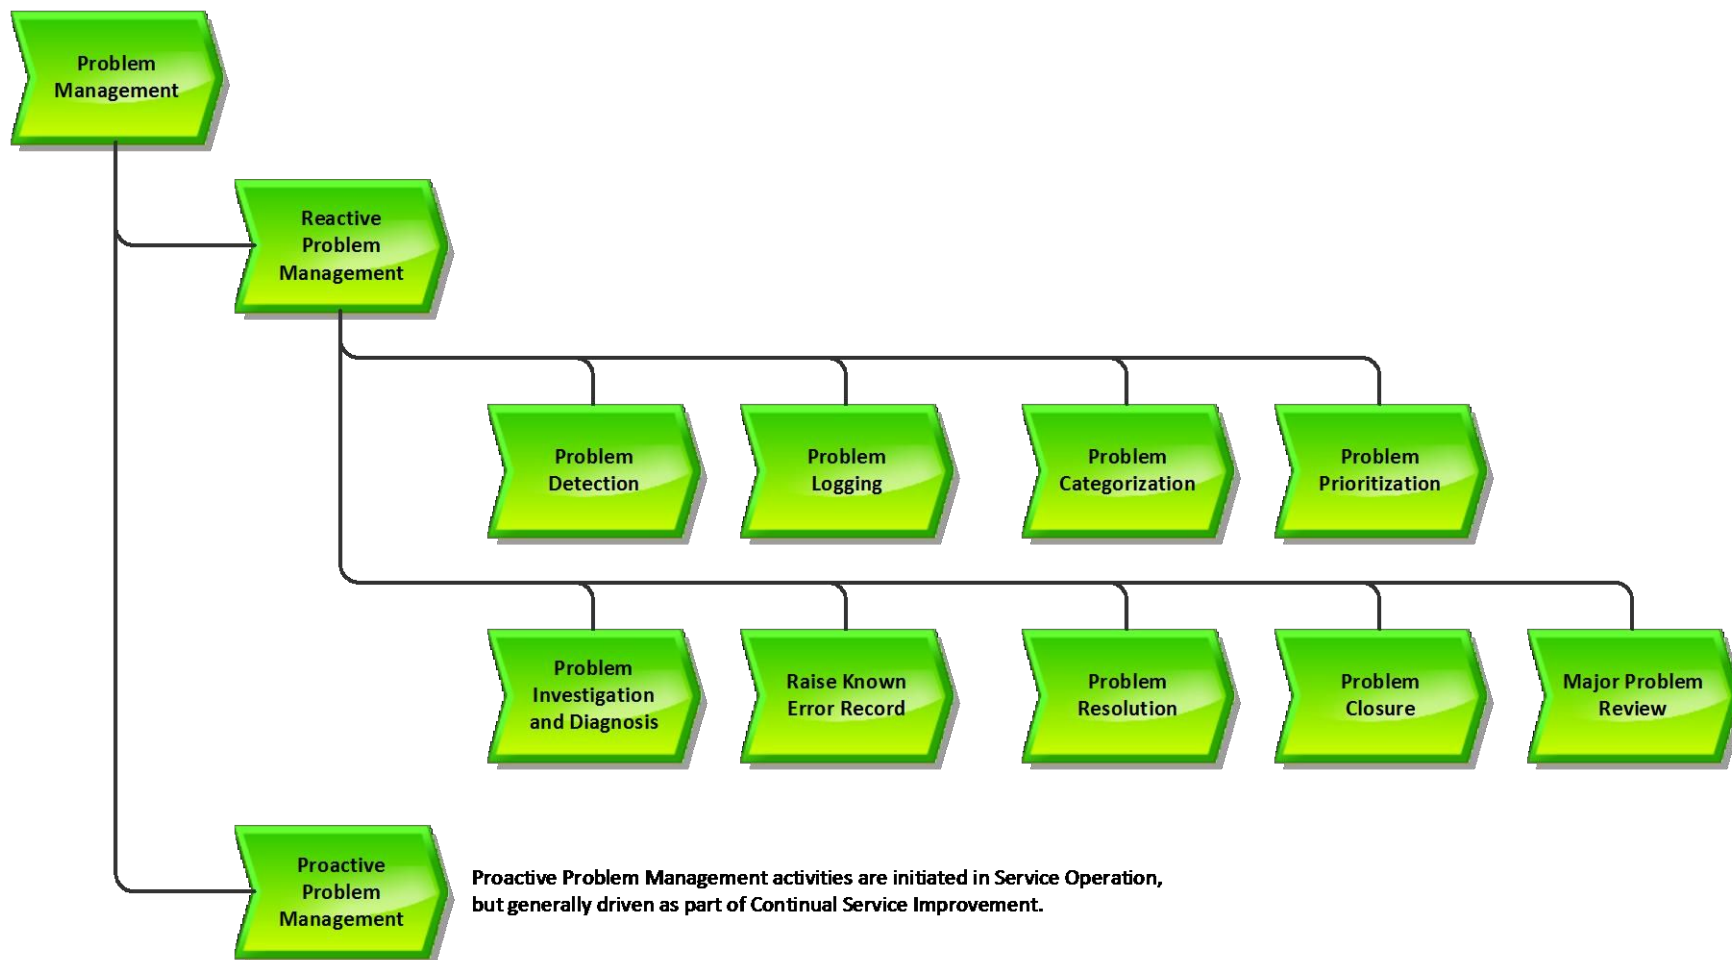 Problem
Management
Reactive
Problem
Management
Problem
Detection
Problem
Logging
Problem
Categorization
Problem
Prioritization
Problem
Investigation
and Diagnosis
Raise Known
Error Record
Problem
Resolution
Problem
Closure
Major Problem
Review
Proactive
Problem
Management
Proactive Problem Management activities are initiated in Service Operation,
but generally driven as part of Continual Service Improvement.